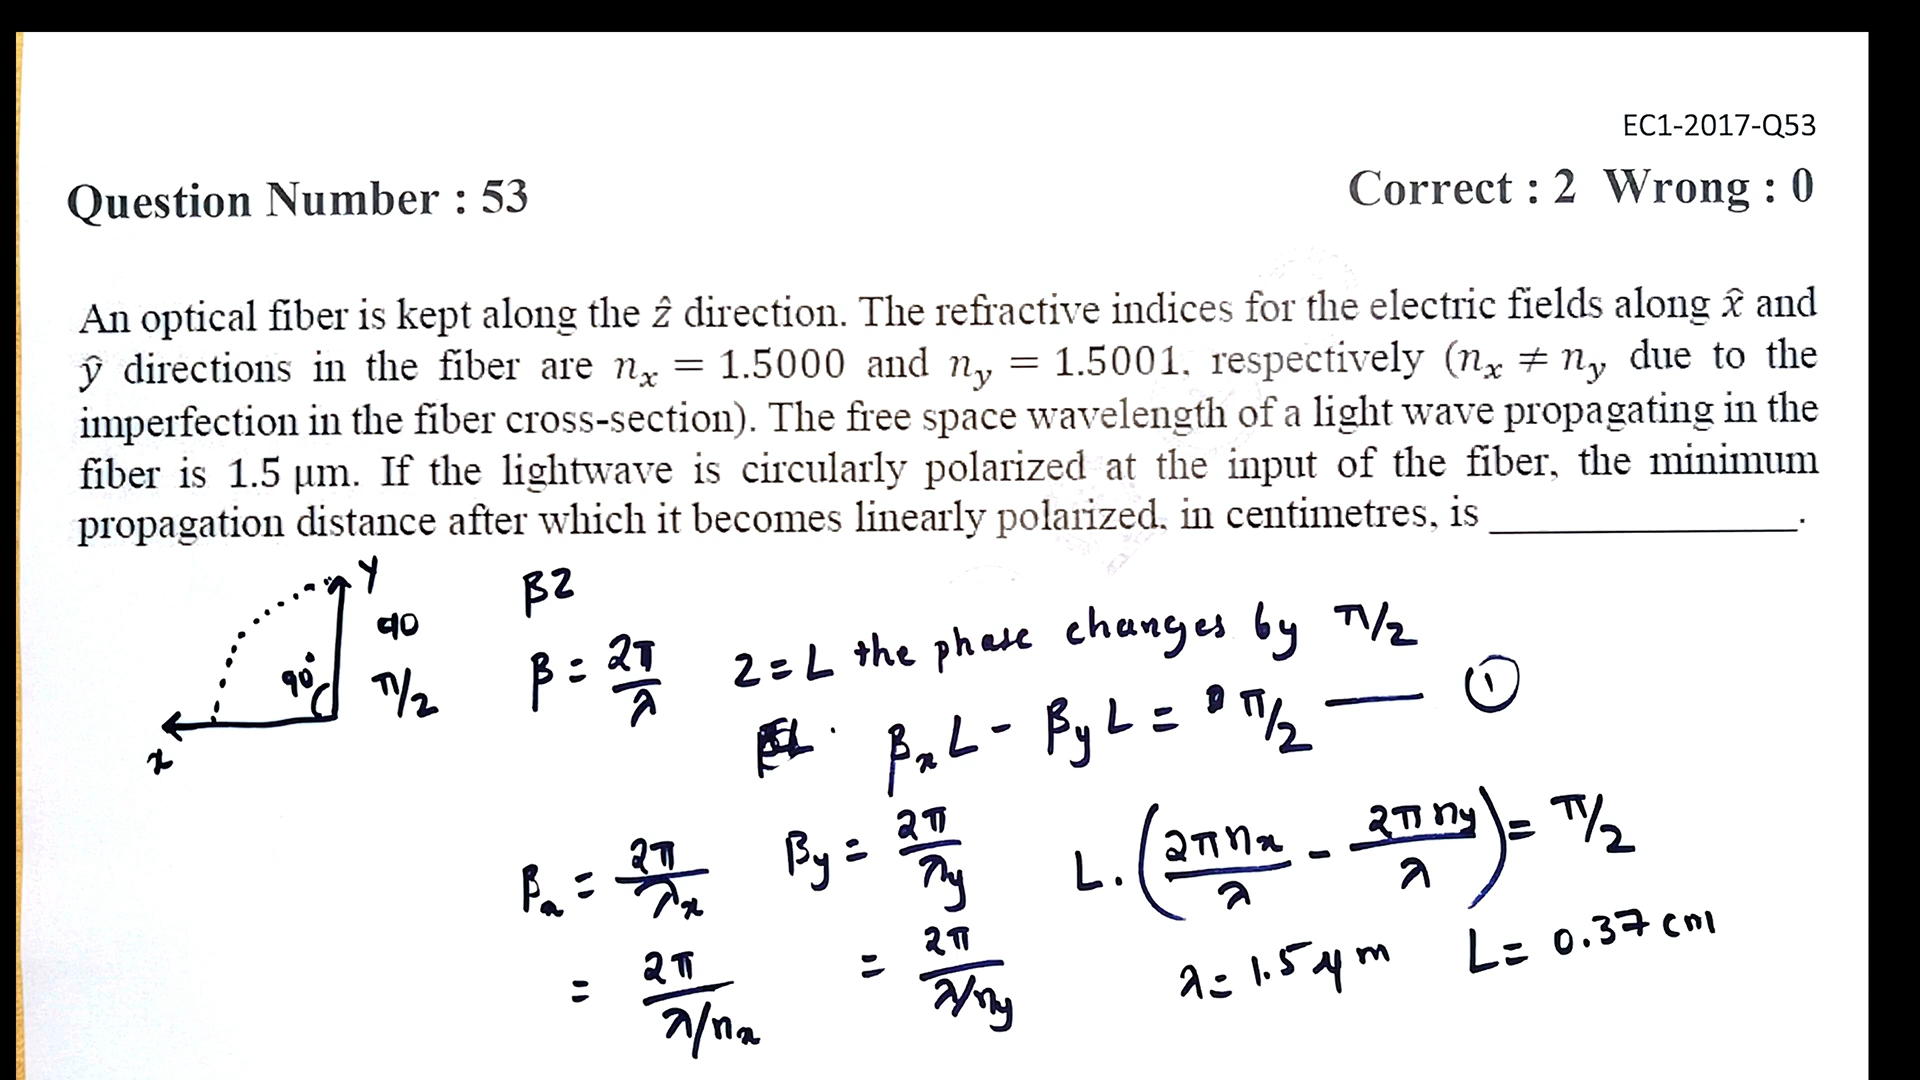 EC1-2017-Q53
Question Number : 53
Correct : 2 Wrong : 0
An optical fiber is kept along the ẑ direction. The refractive indices for the electric fields along x̂ and
ŷ directions in the fiber are nₓ = 1.5000 and n_y = 1.5001, respectively (nₓ ≠ n_y due to the
imperfection in the fiber cross-section). The free space wavelength of a light wave propagating in the
fiber is 1.5 μm. If the lightwave is circularly polarized at the input of the fiber, the minimum
propagation distance after which it becomes linearly polarized, in centimetres, is ____________.
y
90
90°
π/2
x
βz
β = 2π/λ
z = L the phase changes by π/2
βₓL - β_yL = π/2 — ①
βₓ = 2π/λₓ
= 2π/(λ/nₓ)
β_y = 2π/λ_y
= 2π/(λ/n_y)
L.(2πnₓ/λ - 2πn_y/λ) = π/2
λ = 1.5 μm
L = 0.37 cm